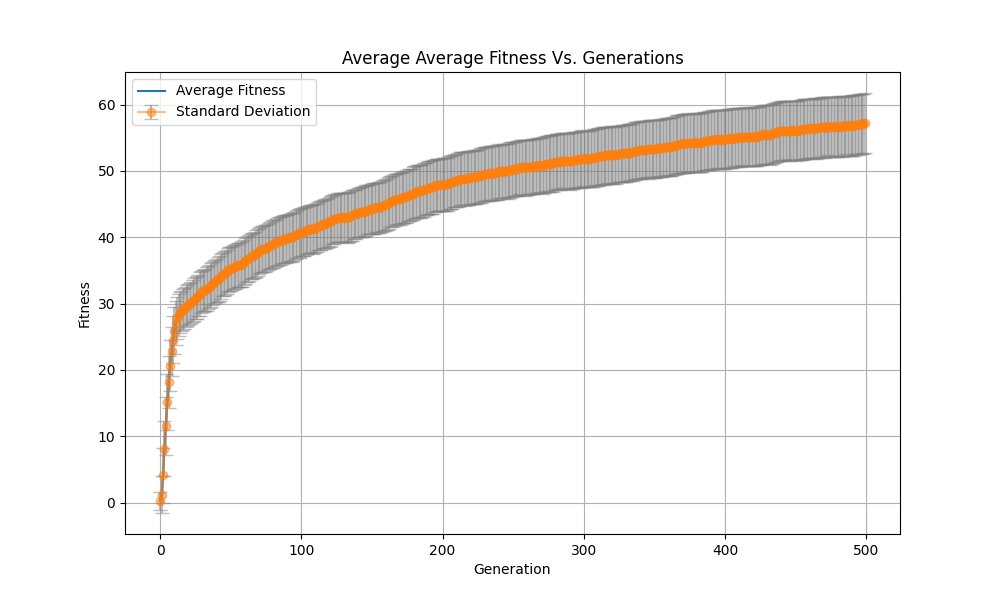 Average Average Fitness Vs. Generations
Average Fitness
Standard Deviation
Fitness
60
50
40
30
20
10
0
0 100 200 300 400 500
Generation